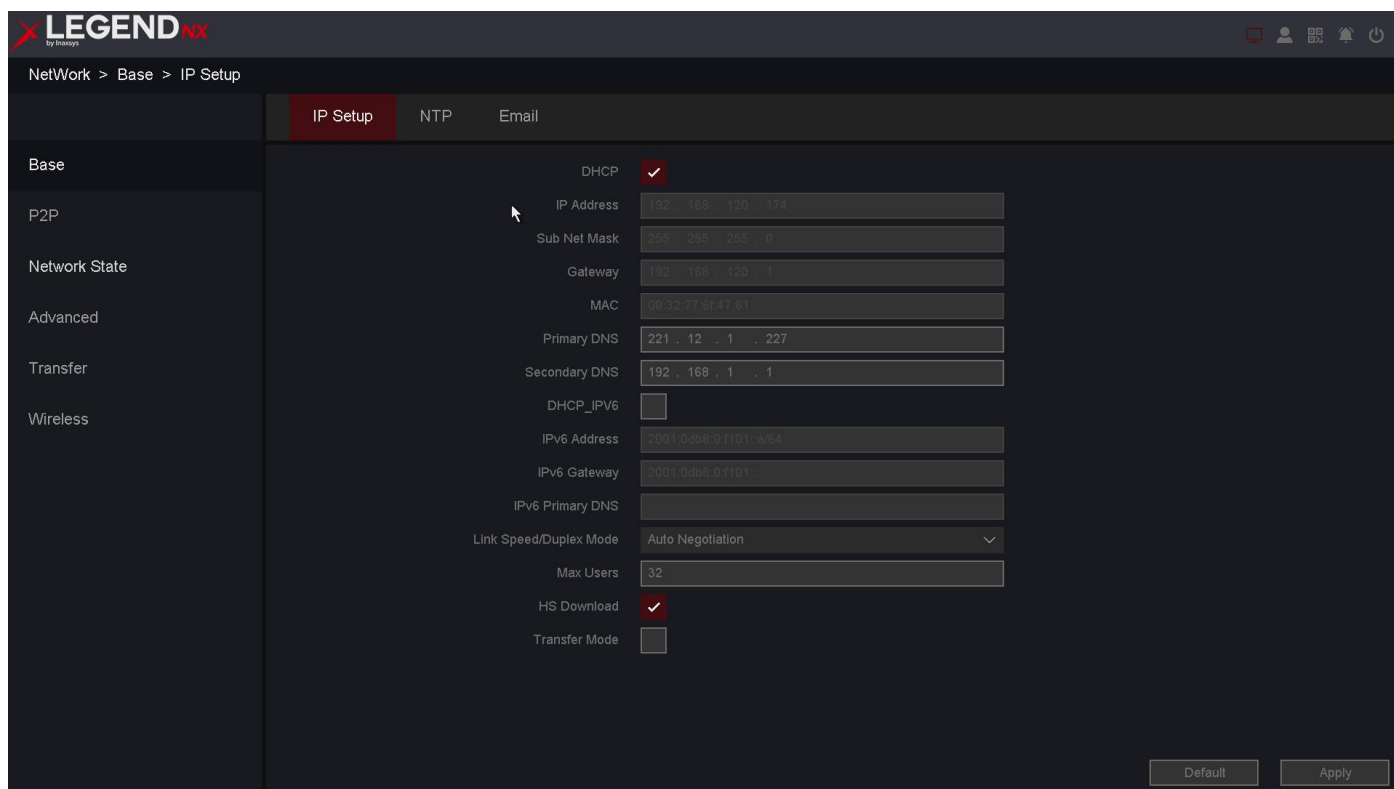 LEGEND NX
by Inaxsys
NetWork > Base > IP Setup
IP Setup NTP Email
Base
P2P
Network State
Advanced
Transfer
Wireless
DHCP
IP Address 192 . 168 . 120 . 174
Sub Net Mask 255 . 255 . 255 . 0
Gateway 192 . 168 . 120 . 1
MAC 00:32:77:6f:47:61
Primary DNS 221 . 12 . 1 . 227
Secondary DNS 192 . 168 . 1 . 1
DHCP_IPV6
IPv6 Address 2001:0db8:0:f101::a/64
IPv6 Gateway 2001:0db8:0:f101::
IPv6 Primary DNS
Link Speed/Duplex Mode Auto Negotiation
Max Users 32
HS Download
Transfer Mode
Default Apply